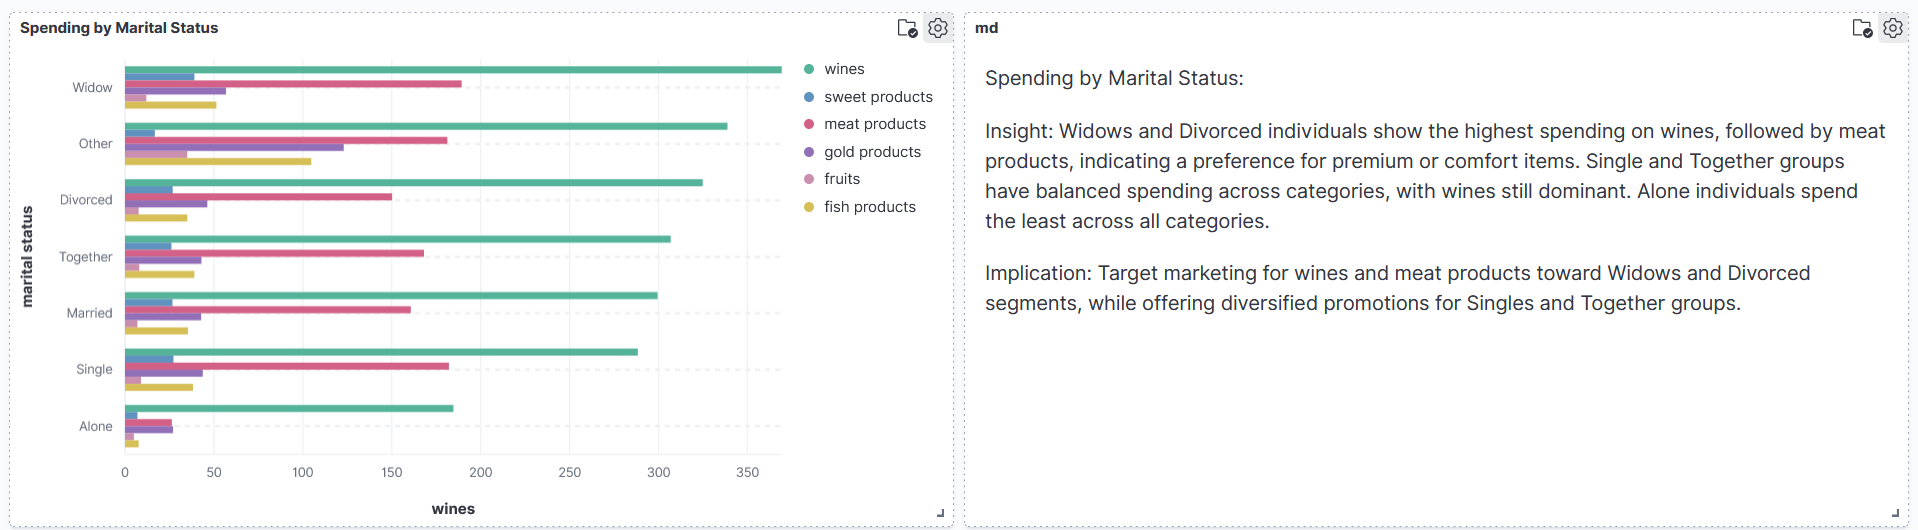 Spending by Marital Status
wines
sweet products
meat products
gold products
fruits
fish products
marital status
Widow
Other
Divorced
Together
Married
Single
Alone
0 50 100 150 200 250 300 350
wines
md
Spending by Marital Status:
Insight: Widows and Divorced individuals show the highest spending on wines, followed by meat
products, indicating a preference for premium or comfort items. Single and Together groups
have balanced spending across categories, with wines still dominant. Alone individuals spend
the least across all categories.
Implication: Target marketing for wines and meat products toward Widows and Divorced
segments, while offering diversified promotions for Singles and Together groups.